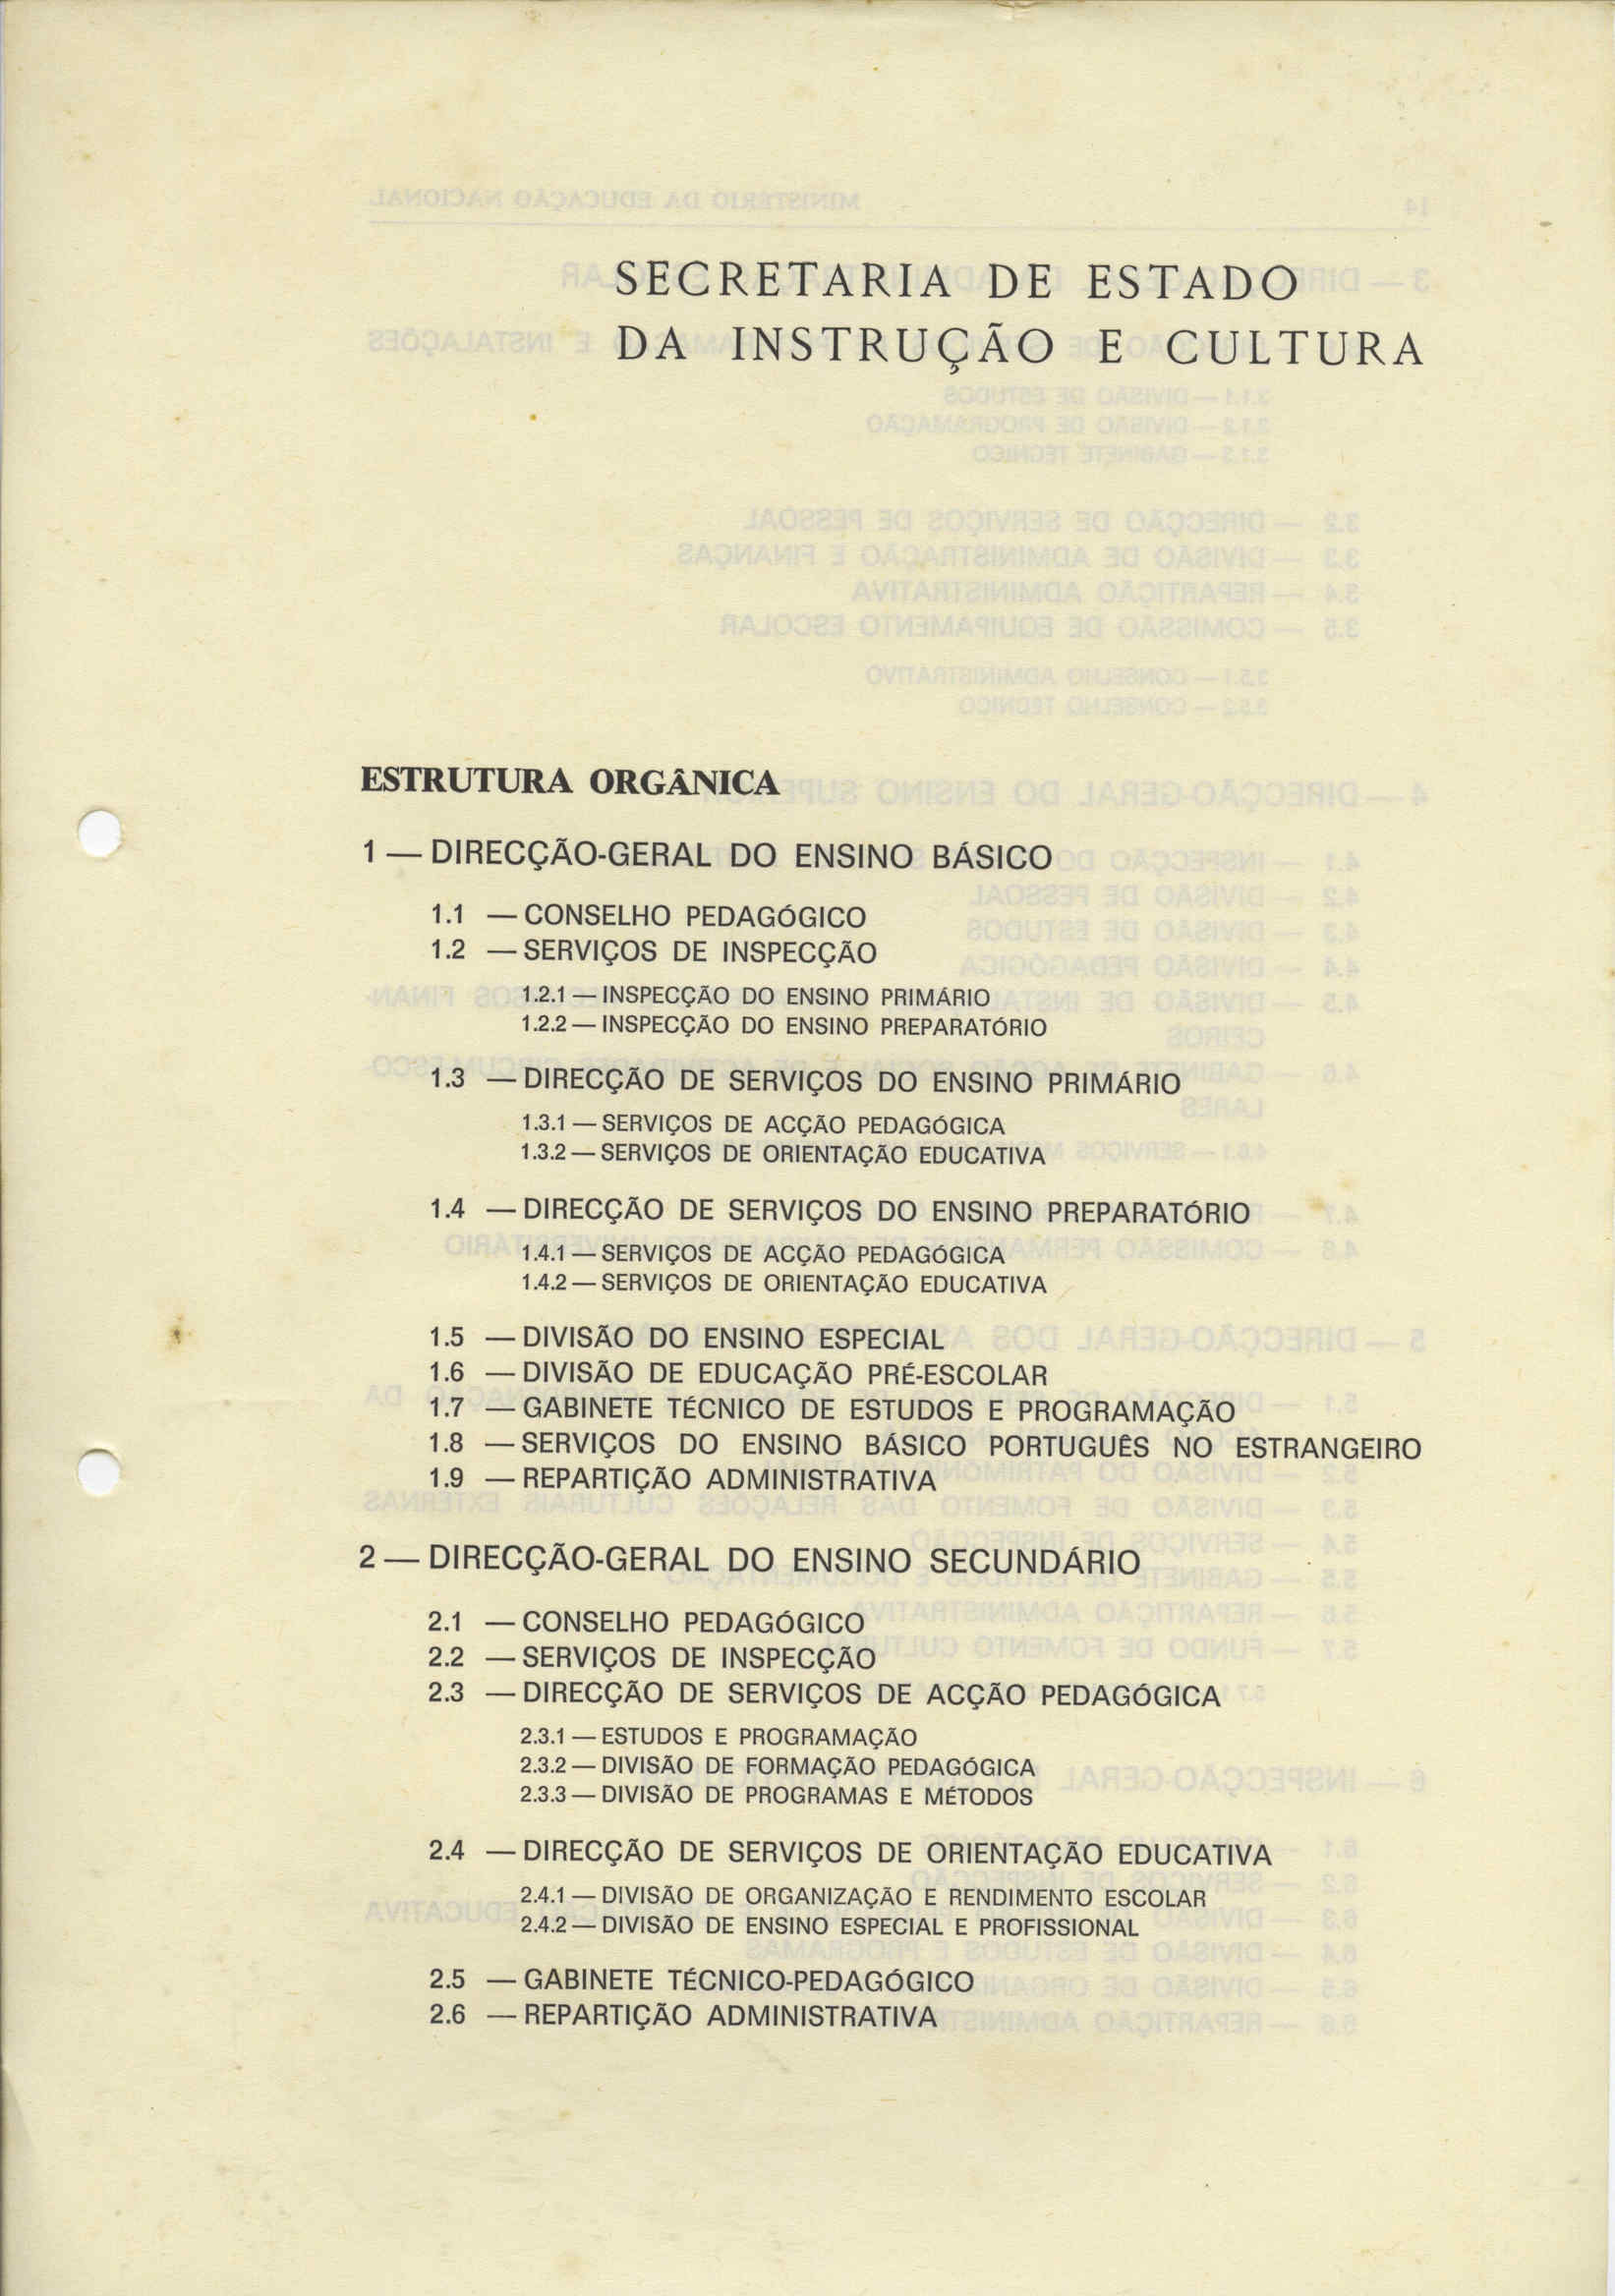 SECRETARIA DE ESTADO
DA INSTRUÇÃO E CULTURA
ESTRUTURA ORGÂNICA
1 — DIRECÇÃO-GERAL DO ENSINO BÁSICO
1.1 — CONSELHO PEDAGÓGICO
1.2 — SERVIÇOS DE INSPECÇÃO
1.2.1 — INSPECÇÃO DO ENSINO PRIMÁRIO
1.2.2 — INSPECÇÃO DO ENSINO PREPARATÓRIO
1.3 — DIRECÇÃO DE SERVIÇOS DO ENSINO PRIMÁRIO
1.3.1 — SERVIÇOS DE ACÇÃO PEDAGÓGICA
1.3.2 — SERVIÇOS DE ORIENTAÇÃO EDUCATIVA
1.4 — DIRECÇÃO DE SERVIÇOS DO ENSINO PREPARATÓRIO
1.4.1 — SERVIÇOS DE ACÇÃO PEDAGÓGICA
1.4.2 — SERVIÇOS DE ORIENTAÇÃO EDUCATIVA
1.5 — DIVISÃO DO ENSINO ESPECIAL
1.6 — DIVISÃO DE EDUCAÇÃO PRÉ-ESCOLAR
1.7 — GABINETE TÉCNICO DE ESTUDOS E PROGRAMAÇÃO
1.8 — SERVIÇOS DO ENSINO BÁSICO PORTUGUÊS NO ESTRANGEIRO
1.9 — REPARTIÇÃO ADMINISTRATIVA
2 — DIRECÇÃO-GERAL DO ENSINO SECUNDÁRIO
2.1 — CONSELHO PEDAGÓGICO
2.2 — SERVIÇOS DE INSPECÇÃO
2.3 — DIRECÇÃO DE SERVIÇOS DE ACÇÃO PEDAGÓGICA
2.3.1 — ESTUDOS E PROGRAMAÇÃO
2.3.2 — DIVISÃO DE FORMAÇÃO PEDAGÓGICA
2.3.3 — DIVISÃO DE PROGRAMAS E MÉTODOS
2.4 — DIRECÇÃO DE SERVIÇOS DE ORIENTAÇÃO EDUCATIVA
2.4.1 — DIVISÃO DE ORGANIZAÇÃO E RENDIMENTO ESCOLAR
2.4.2 — DIVISÃO DE ENSINO ESPECIAL E PROFISSIONAL
2.5 — GABINETE TÉCNICO-PEDAGÓGICO
2.6 — REPARTIÇÃO ADMINISTRATIVA